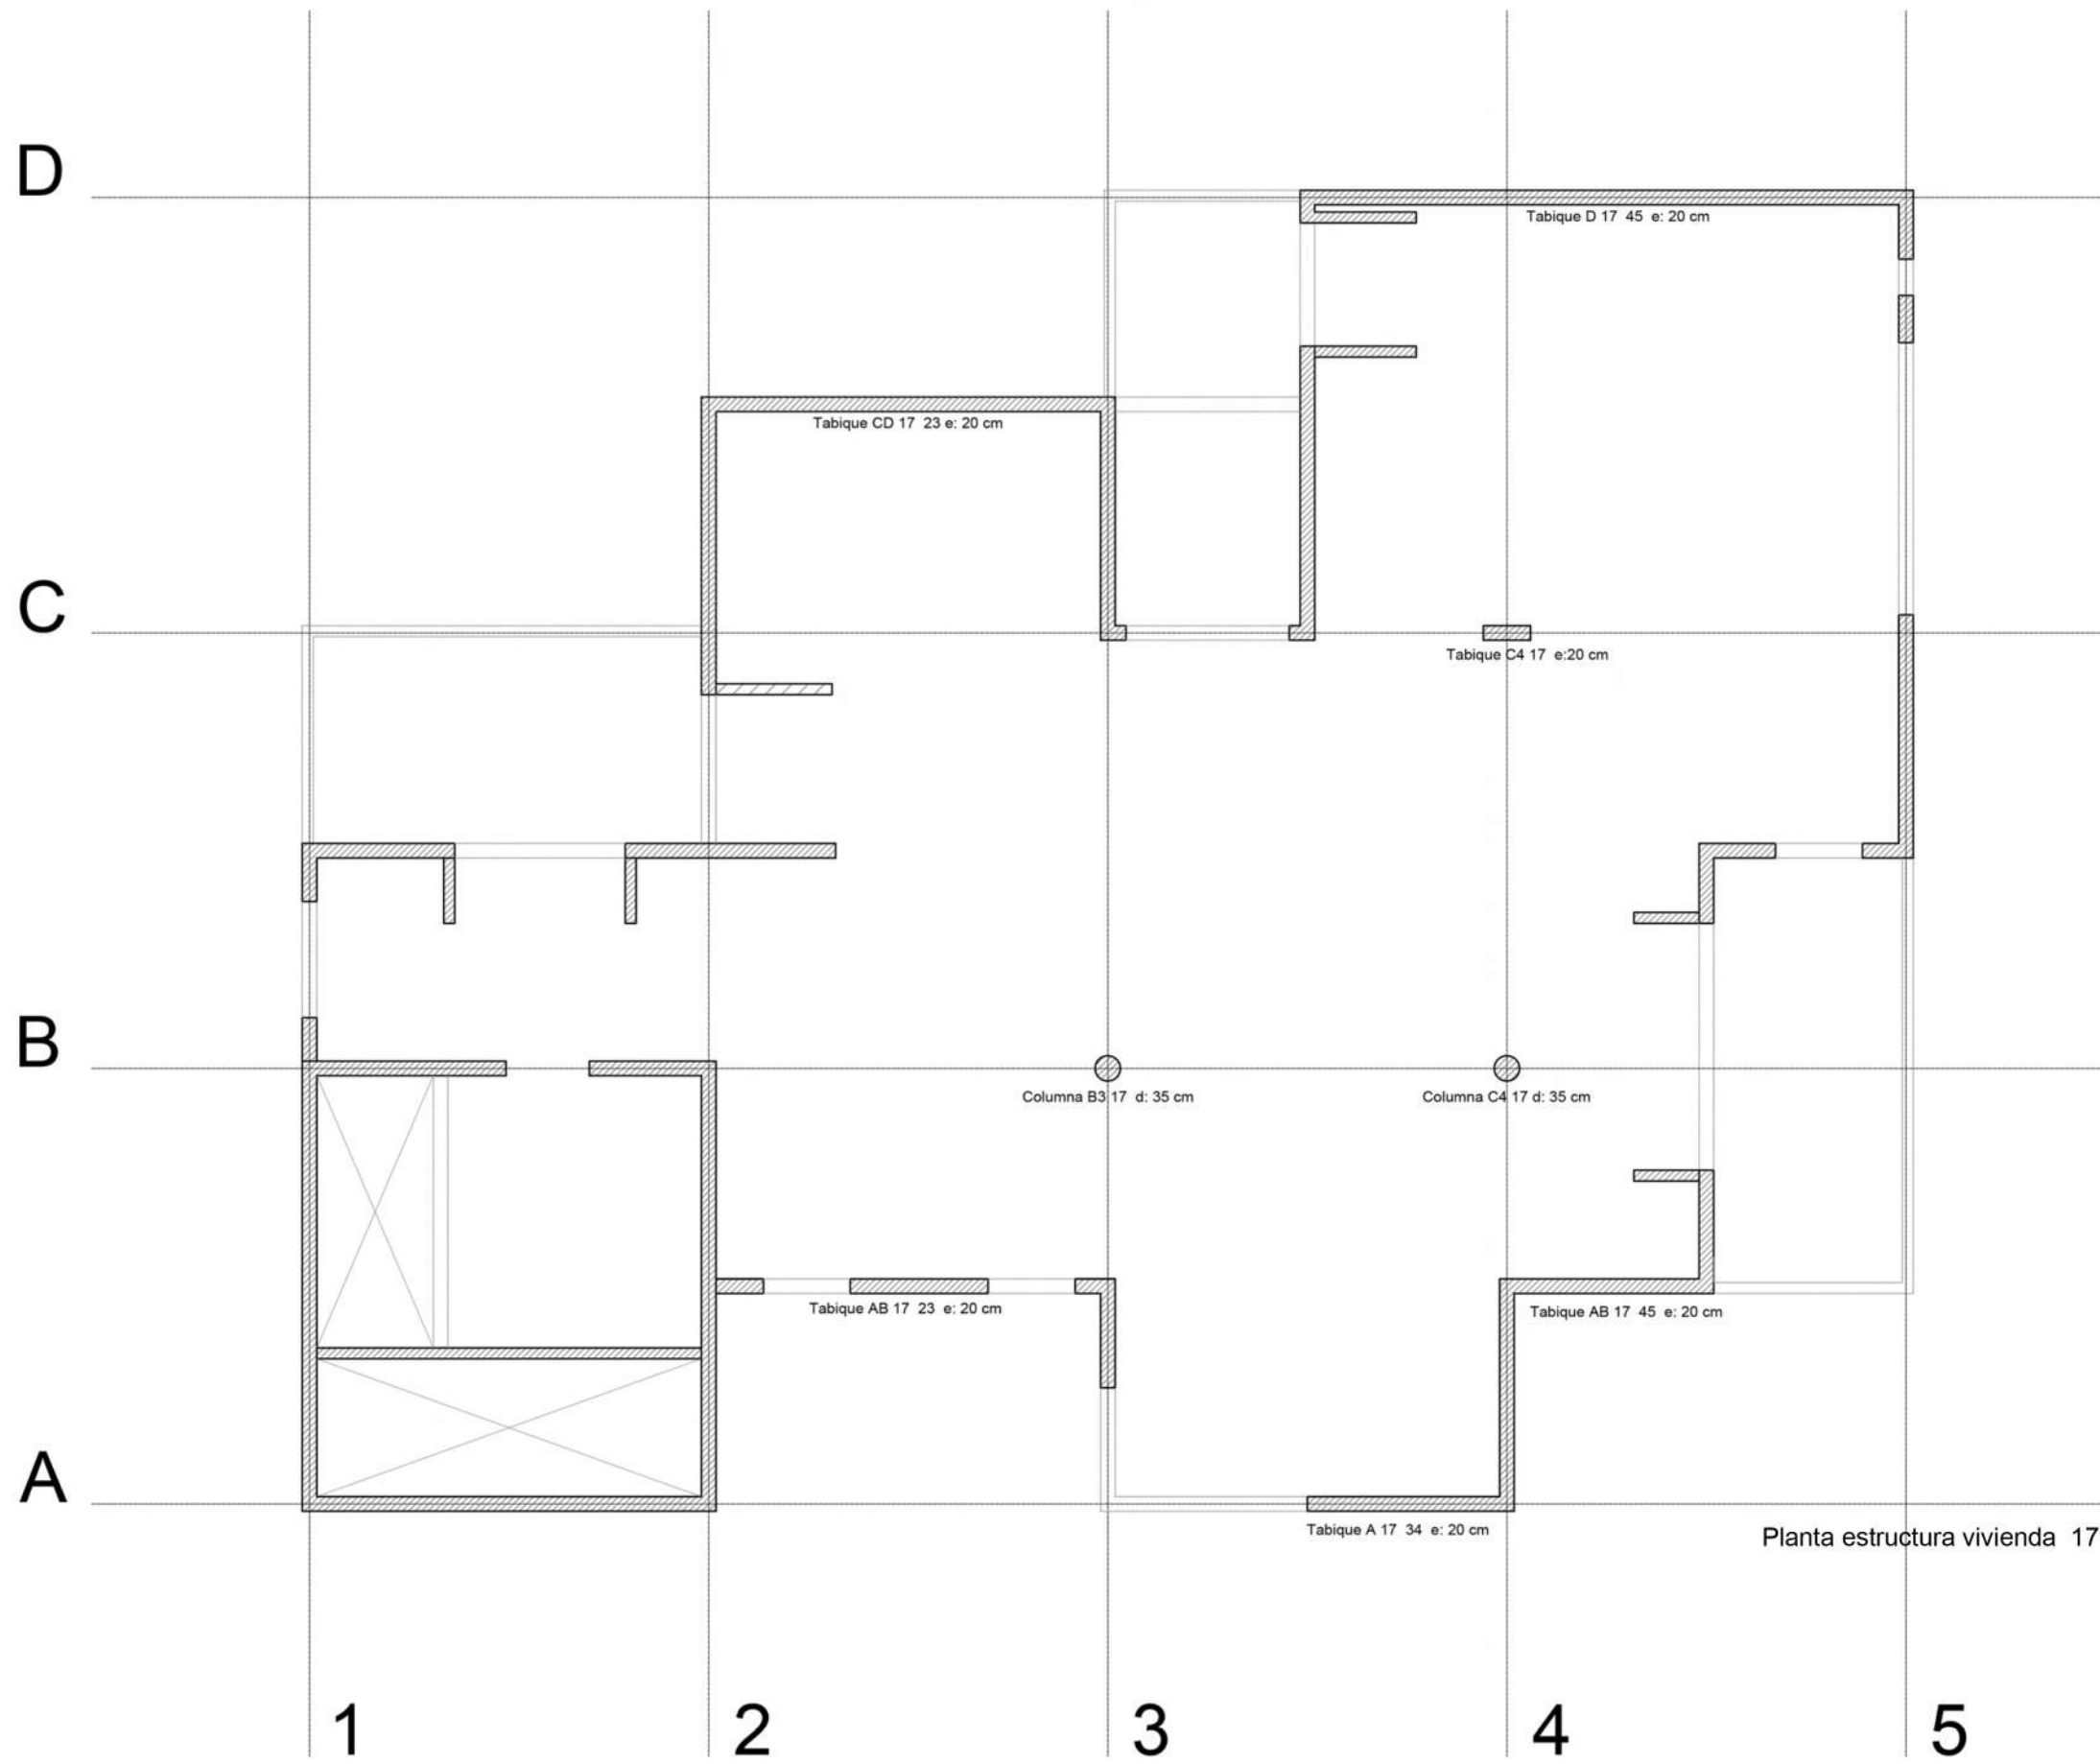 D
Tabique D 17 45 e: 20 cm
Tabique CD 17 23 e: 20 cm
C
Tabique C4 17 e:20 cm
B
Columna B3 17 d: 35 cm
Columna C4 17 d: 35 cm
Tabique AB 17 23 e: 20 cm
Tabique AB 17 45 e: 20 cm
A
Tabique A 17 34 e: 20 cm
Planta estructura vivienda 17
1
2
3
4
5